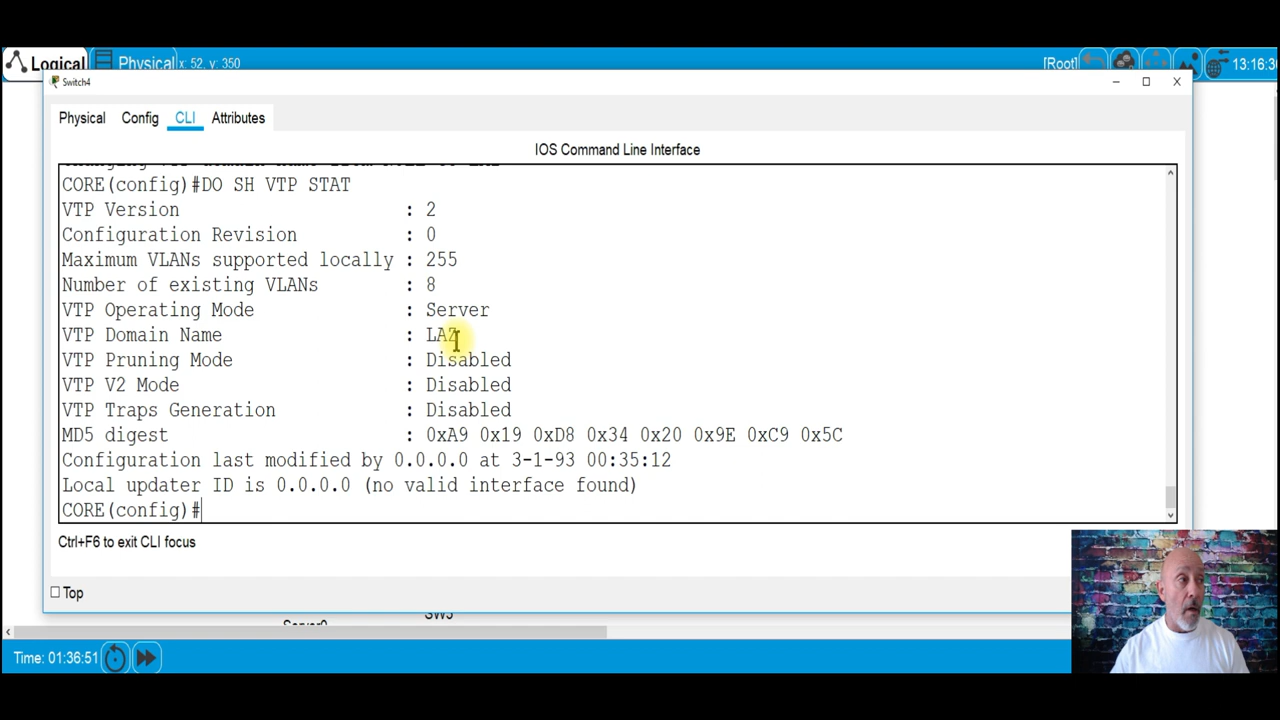 Logical Physical x: 52, y: 350 [Root] 13:16:30
Switch4
Physical Config CLI Attributes
IOS Command Line Interface
CORE(config)#DO SH VTP STAT
VTP Version : 2
Configuration Revision : 0
Maximum VLANs supported locally : 255
Number of existing VLANs : 8
VTP Operating Mode : Server
VTP Domain Name : LAZ
VTP Pruning Mode : Disabled
VTP V2 Mode : Disabled
VTP Traps Generation : Disabled
MD5 digest : 0xA9 0x19 0xD8 0x34 0x20 0x9E 0xC9 0x5C
Configuration last modified by 0.0.0.0 at 3-1-93 00:35:12
Local updater ID is 0.0.0.0 (no valid interface found)
CORE(config)#
Ctrl+F6 to exit CLI focus
Top
Server0 SW3
Time: 01:36:51